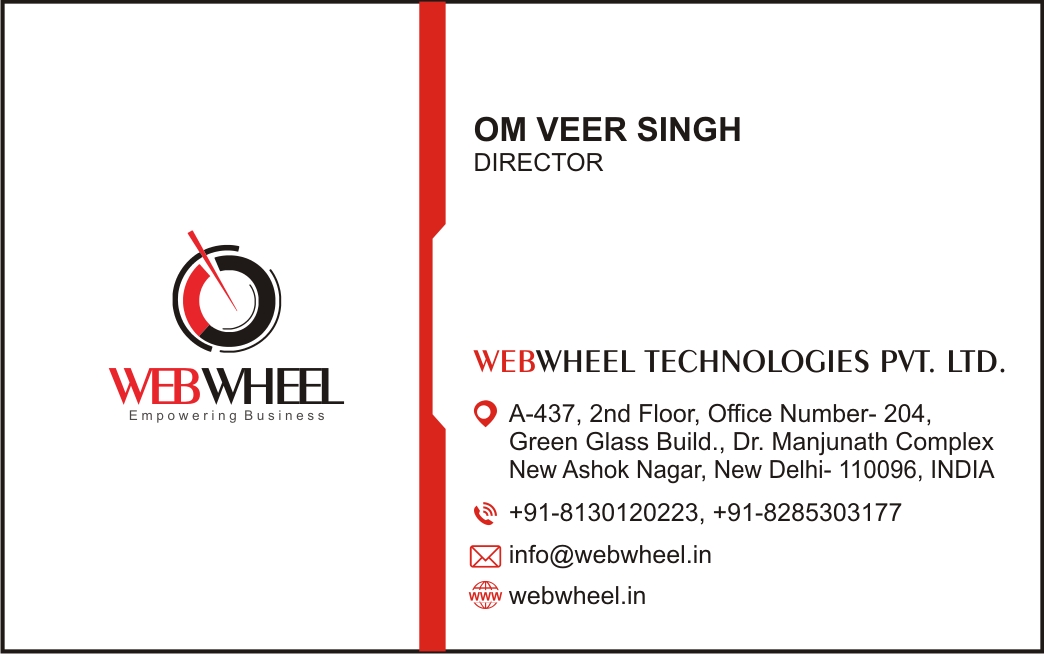 WEBWHEEL
Empowering Business
OM VEER SINGH
DIRECTOR
WEBWHEEL TECHNOLOGIES PVT. LTD.
A-437, 2nd Floor, Office Number- 204,
Green Glass Build., Dr. Manjunath Complex
New Ashok Nagar, New Delhi- 110096, INDIA
+91-8130120223, +91-8285303177
info@webwheel.in
www webwheel.in